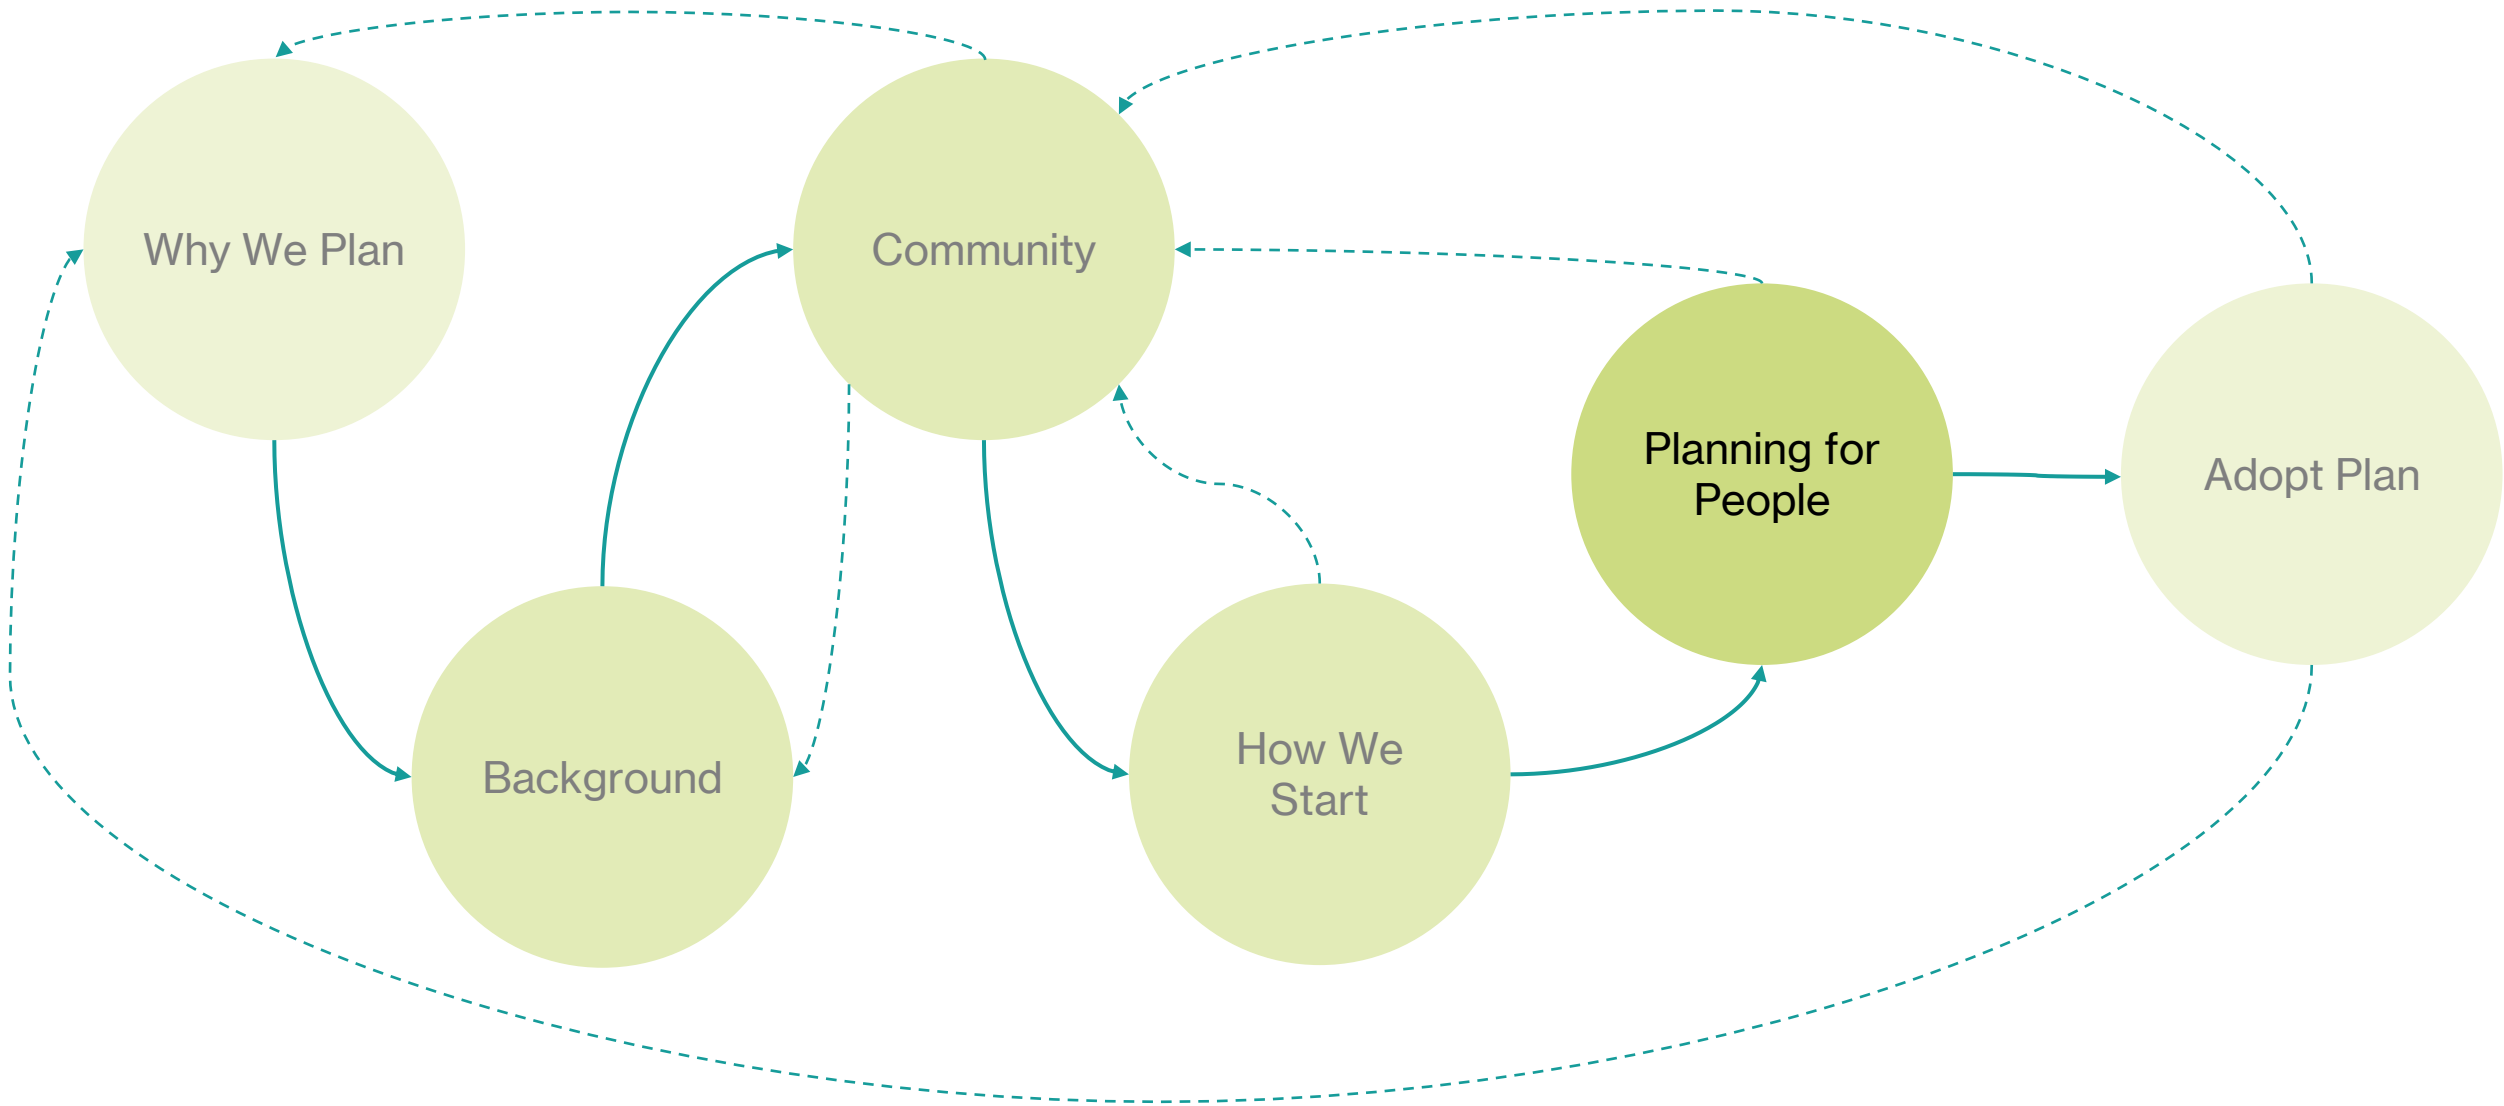 Why We Plan
Community
Planning for
People
Adopt Plan
Background
How We
Start